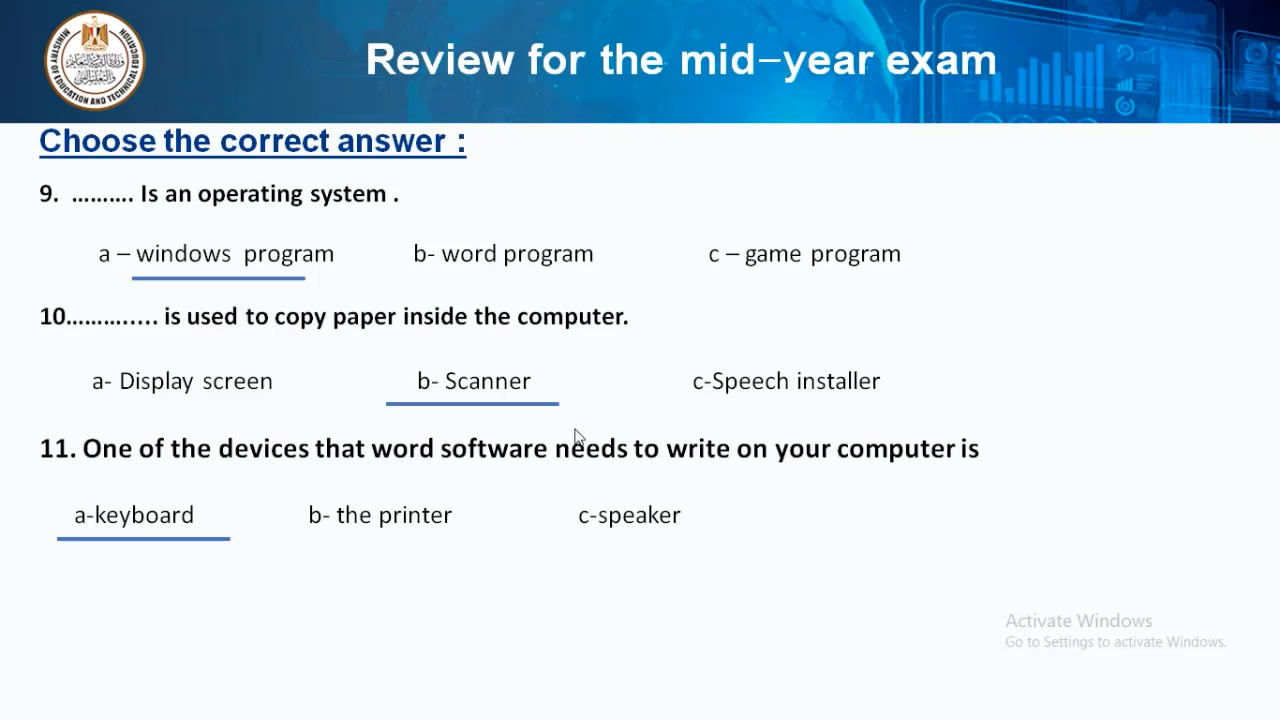 Review for the mid-year exam
Choose the correct answer :
9. ………. Is an operating system .
a – windows program b- word program c – game program
10………..... is used to copy paper inside the computer.
a- Display screen b- Scanner c-Speech installer
11. One of the devices that word software needs to write on your computer is
a-keyboard b- the printer c-speaker
Activate Windows
Go to Settings to activate Windows.